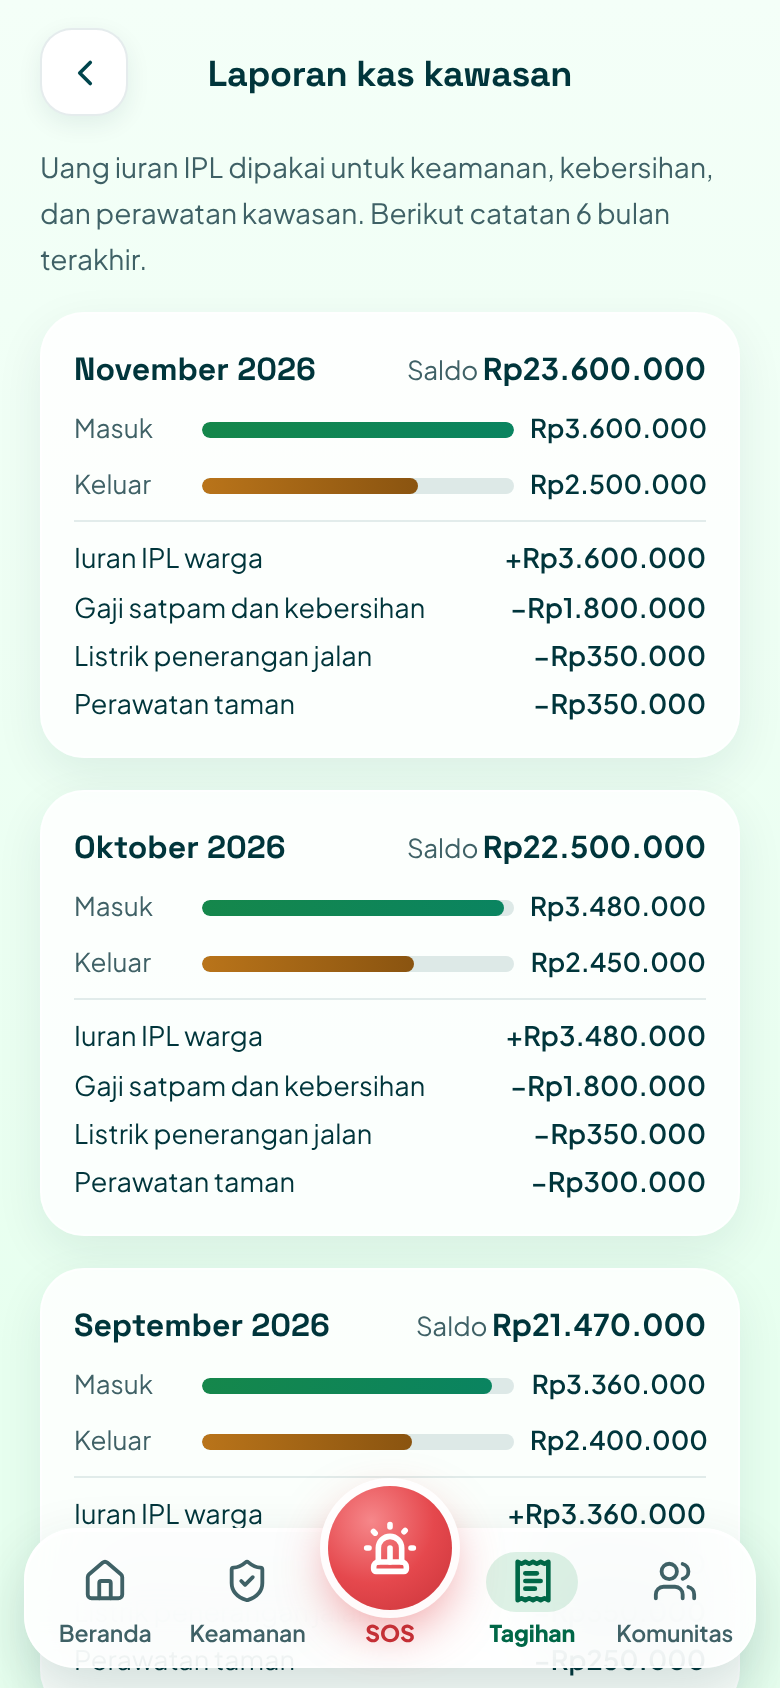 Laporan kas kawasan
Uang iuran IPL dipakai untuk keamanan, kebersihan,
dan perawatan kawasan. Berikut catatan 6 bulan
terakhir.
November 2026 Saldo Rp23.600.000
Masuk Rp3.600.000
Keluar Rp2.500.000
Iuran IPL warga +Rp3.600.000
Gaji satpam dan kebersihan −Rp1.800.000
Listrik penerangan jalan −Rp350.000
Perawatan taman −Rp350.000
Oktober 2026 Saldo Rp22.500.000
Masuk Rp3.480.000
Keluar Rp2.450.000
Iuran IPL warga +Rp3.480.000
Gaji satpam dan kebersihan −Rp1.800.000
Listrik penerangan jalan −Rp350.000
Perawatan taman −Rp300.000
September 2026 Saldo Rp21.470.000
Masuk Rp3.360.000
Keluar Rp2.400.000
Iuran IPL warga +Rp3.360.000
Beranda Keamanan SOS Tagihan Komunitas
Perawatan taman −Rp250.000